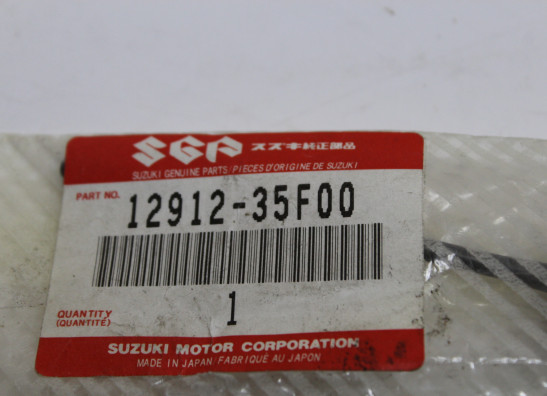 SGP スズキ純正部品
SUZUKI GENUINE PARTS/PIECES D'ORIGINE DE SUZUKI
PART NO. 12912-35F00
QUANTITY
(QUANTITÉ) 1
SUZUKI MOTOR CORPORATION
MADE IN JAPAN/FABRIQUÉ AU JAPON